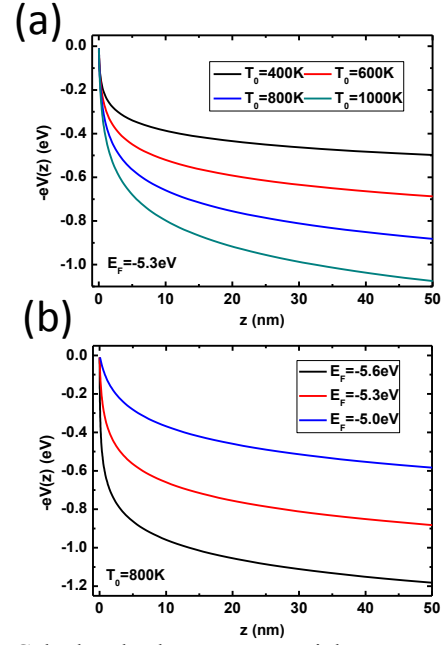 (a)
0.0
-0.2
-0.4
-0.6
-0.8
-1.0
-eV(z) (eV)
T0=400K T0=600K
T0=800K T0=1000K
EF=-5.3eV
0 10 20 30 40 50
z (nm)
(b)
0.0
-0.2
-0.4
-0.6
-0.8
-1.0
-1.2
-eV(z) (eV)
EF=-5.6eV
EF=-5.3eV
EF=-5.0eV
T0=800K
0 10 20 30 40 50
z (nm)